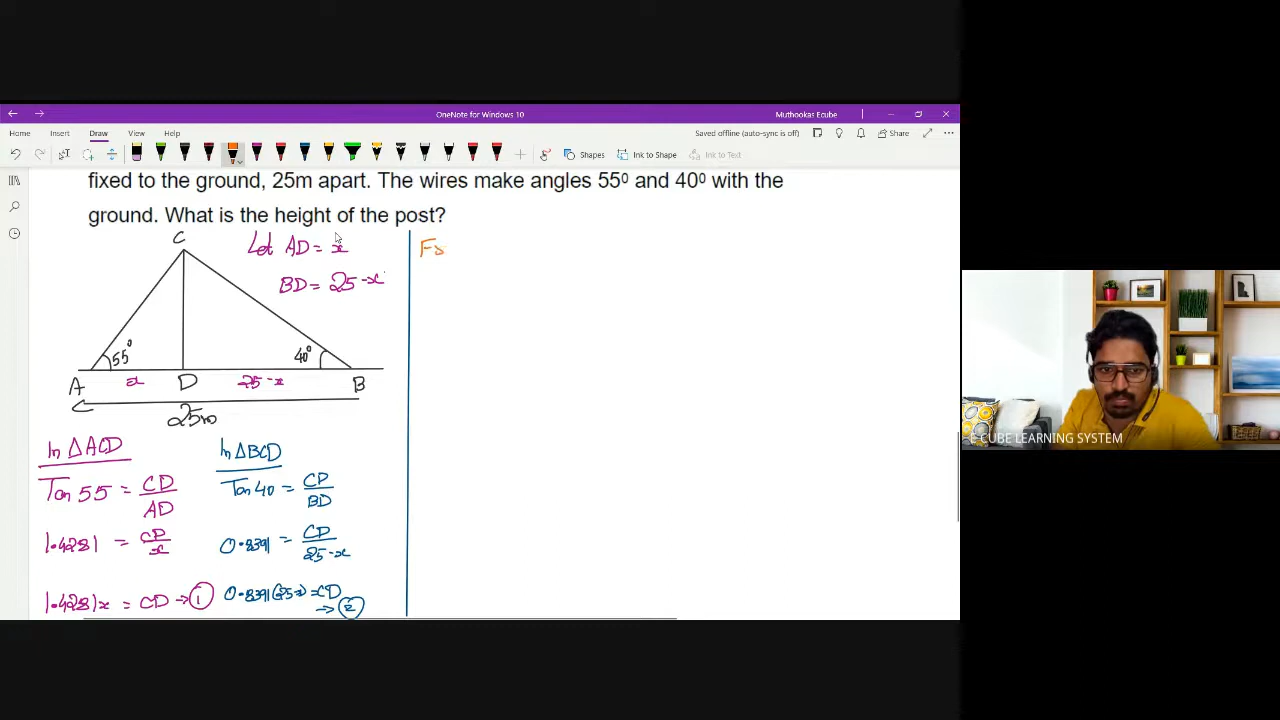 OneNote for Windows 10
Muthookas Ecube
Home Insert Draw View Help
Saved offline (auto-sync is off)
Share
Shapes
Ink to Shape
Ink to Text
fixed to the ground, 25m apart. The wires make angles 55⁰ and 40⁰ with the
ground. What is the height of the post?
C
Let AD = x
BD = 25-x
55°
40°
A
x
D
25-x
B
25m
In △ACD
Tan 55 = CD/AD
1.4281 = CD/x
1.4281x = CD → ①
In △BCD
Tan 40 = CD/BD
0.8391 = CD/25-x
0.8391(25-x) = CD
→ ②
E CUBE LEARNING SYSTEM